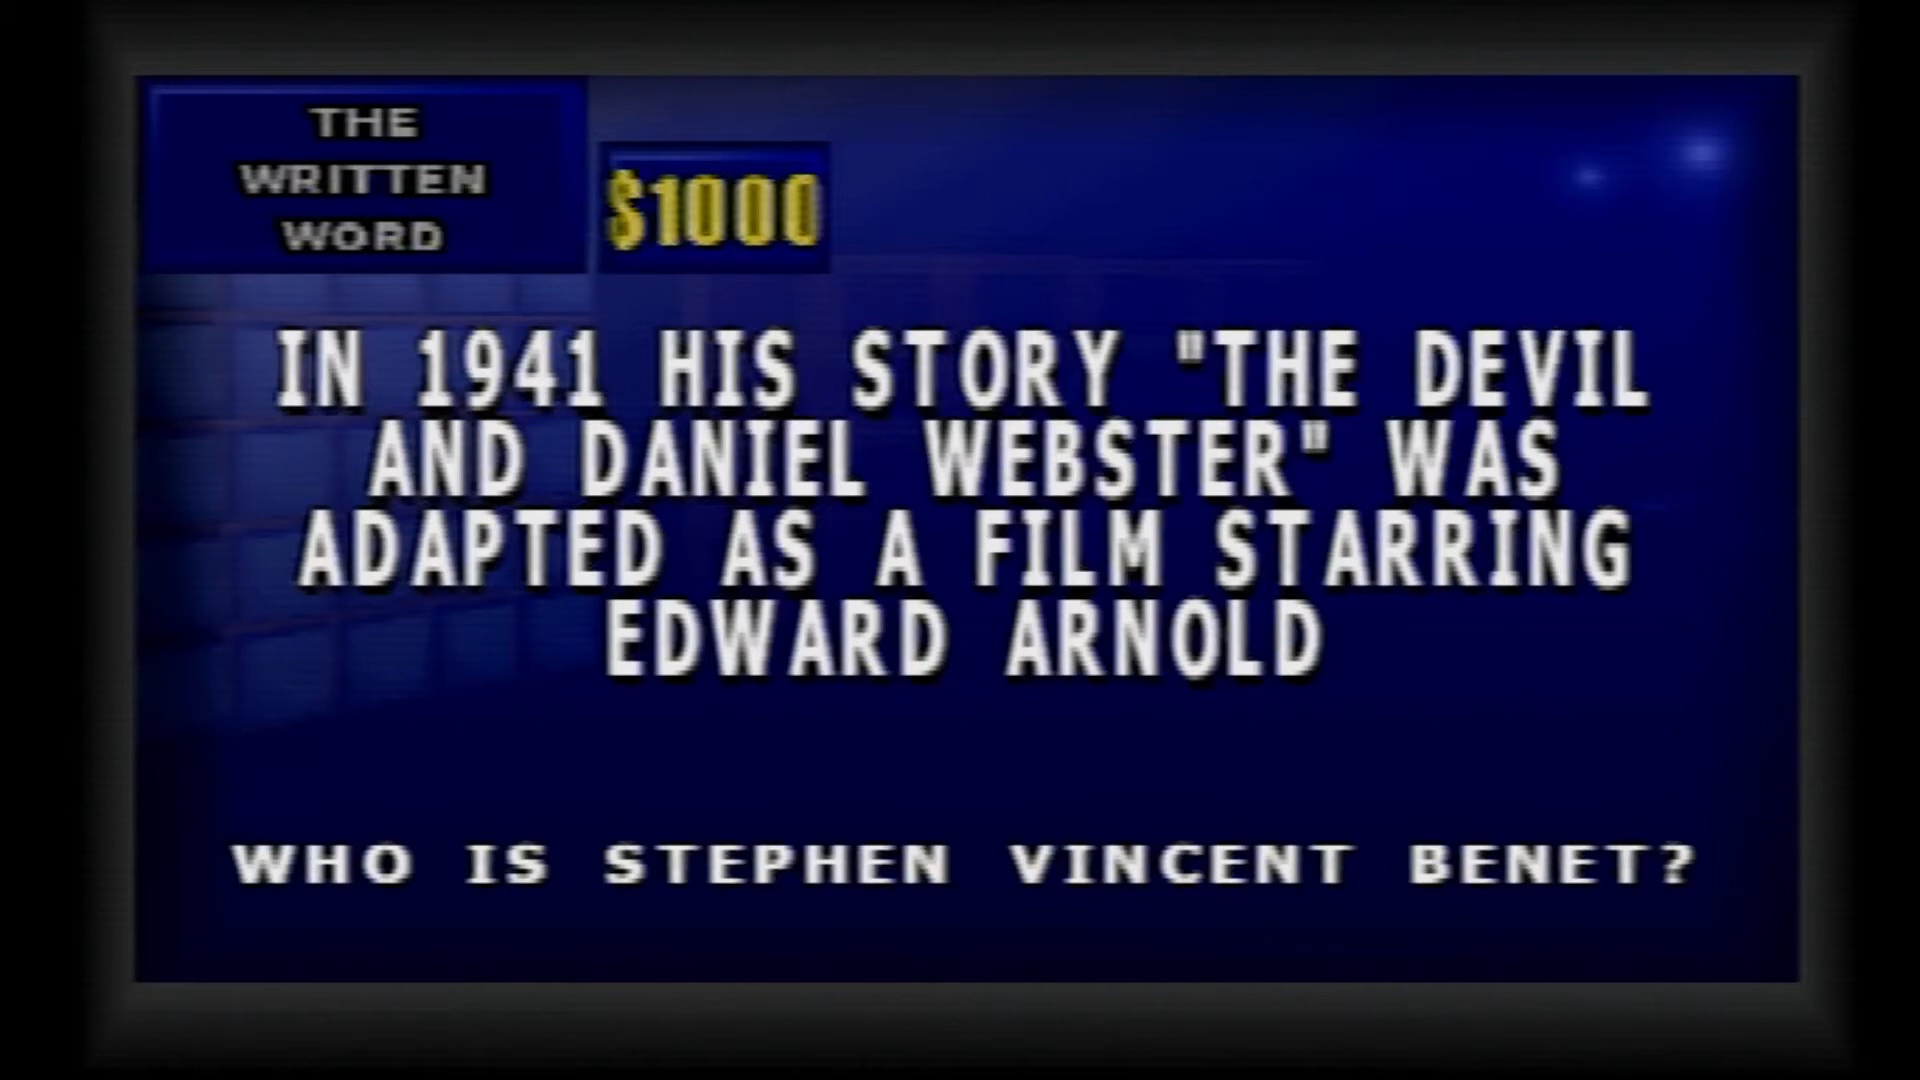 THE
WRITTEN
WORD
$1000
IN 1941 HIS STORY "THE DEVIL
AND DANIEL WEBSTER" WAS
ADAPTED AS A FILM STARRING
EDWARD ARNOLD
WHO IS STEPHEN VINCENT BENET?